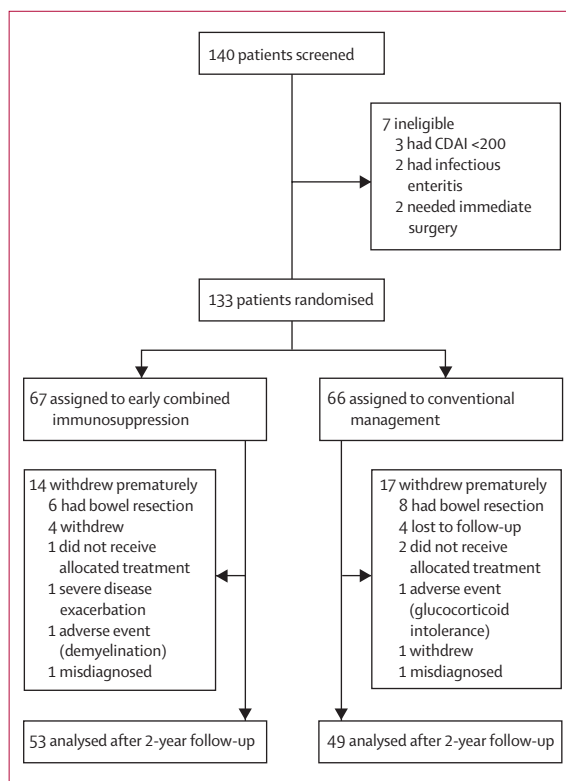 140 patients screened
7 ineligible
3 had CDAI <200
2 had infectious
enteritis
2 needed immediate
surgery
133 patients randomised
67 assigned to early combined
immunosuppression
66 assigned to conventional
management
14 withdrew prematurely
6 had bowel resection
4 withdrew
1 did not receive
allocated treatment
1 severe disease
exacerbation
1 adverse event
(demyelination)
1 misdiagnosed
17 withdrew prematurely
8 had bowel resection
4 lost to follow-up
2 did not receive
allocated treatment
1 adverse event
(glucocorticoid
intolerance)
1 withdrew
1 misdiagnosed
53 analysed after 2-year follow-up
49 analysed after 2-year follow-up